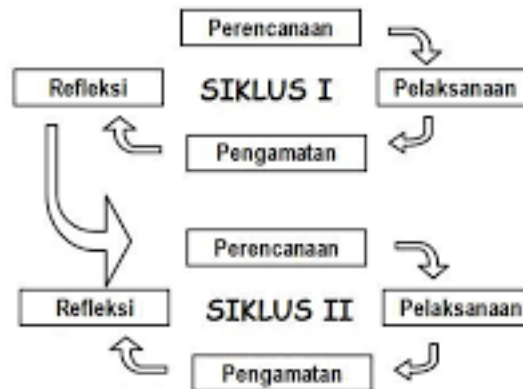 Perencanaan
Refleksi SIKLUS I Pelaksanaan
Pengamatan
Perencanaan
Refleksi SIKLUS II Pelaksanaan
Pengamatan